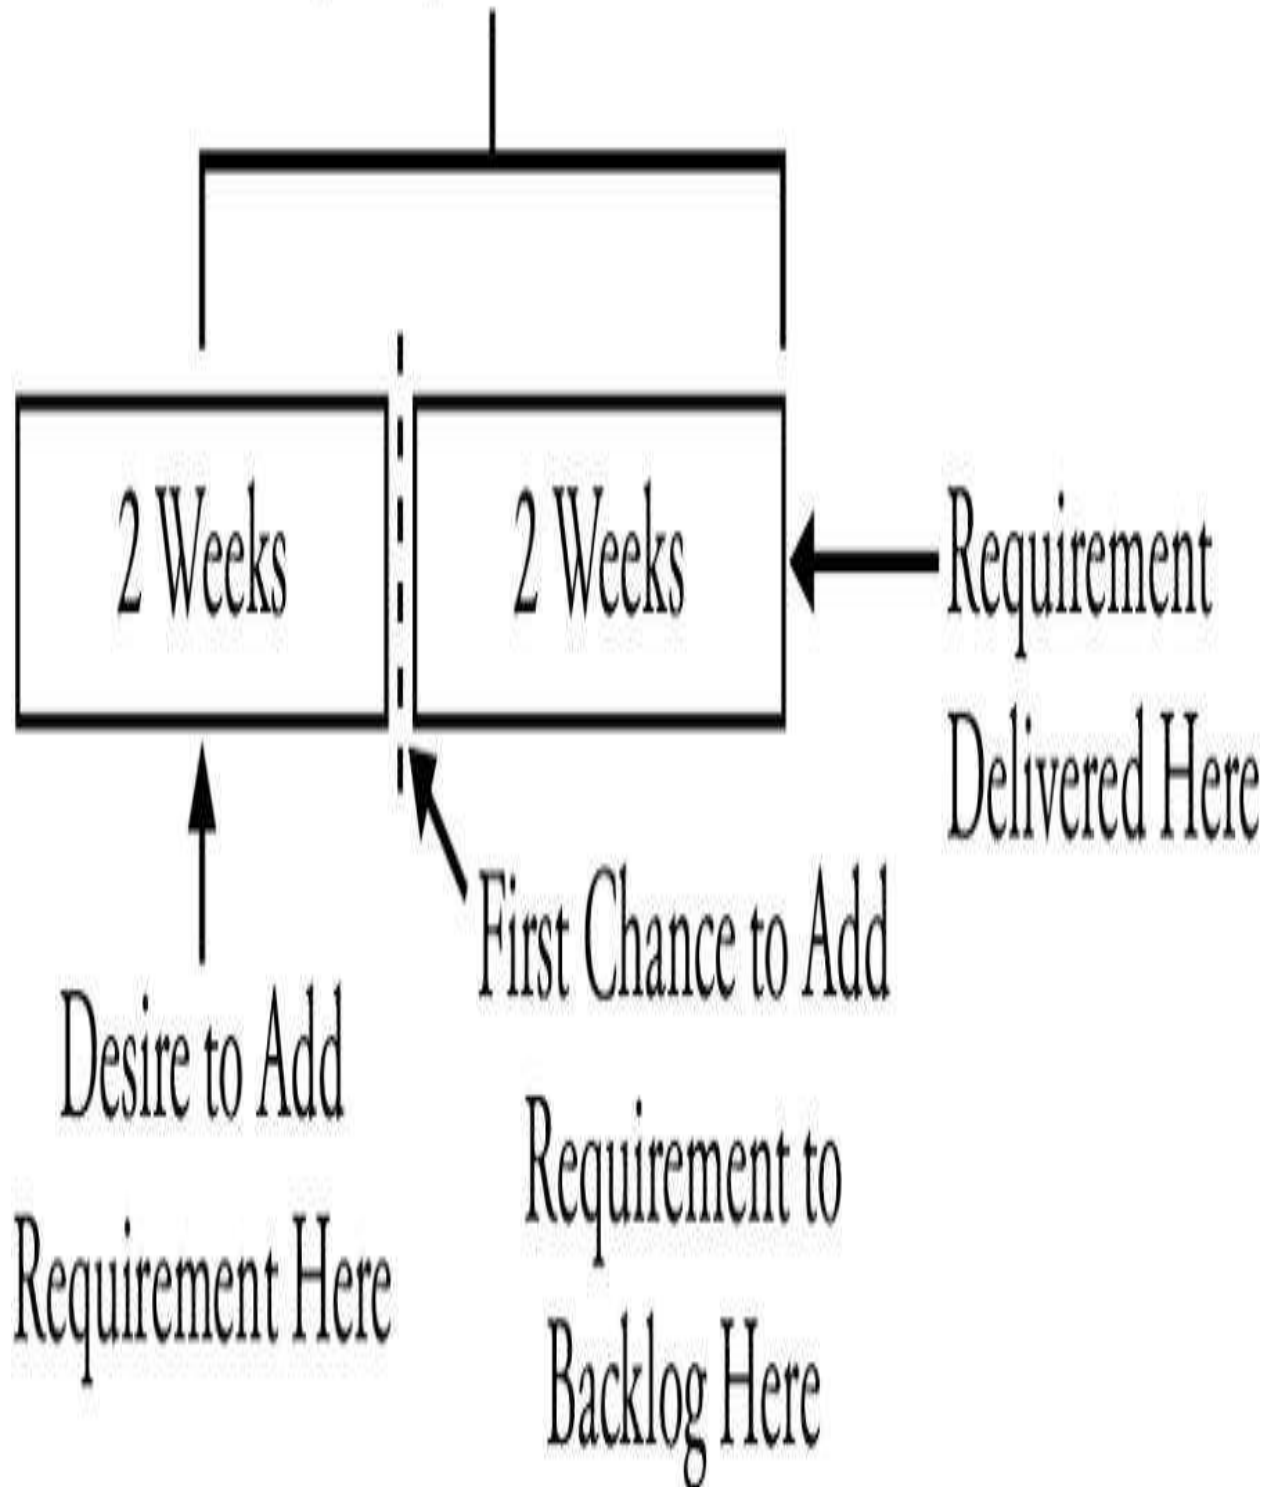 2 Weeks
2 Weeks
Requirement
Delivered Here
First Chance to Add
Requirement to
Backlog Here
Desire to Add
Requirement Here